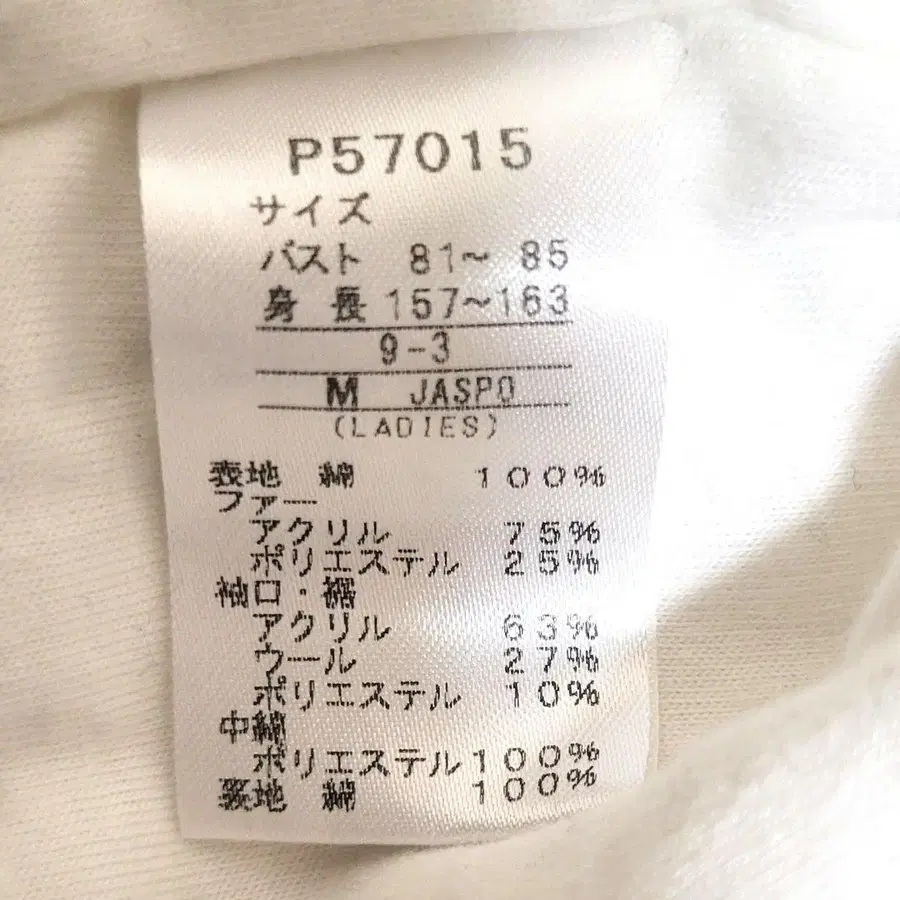 P57015
サイズ
バスト 81～ 85
身 長 157～163
9-3
M JASPO
(LADIES)
表地 綿 100%
ファー
アクリル 75%
ポリエステル 25%
袖口・裾
アクリル 63%
ウール 27%
ポリエステル 10%
中綿
ポリエステル 100%
裏地 綿 100%